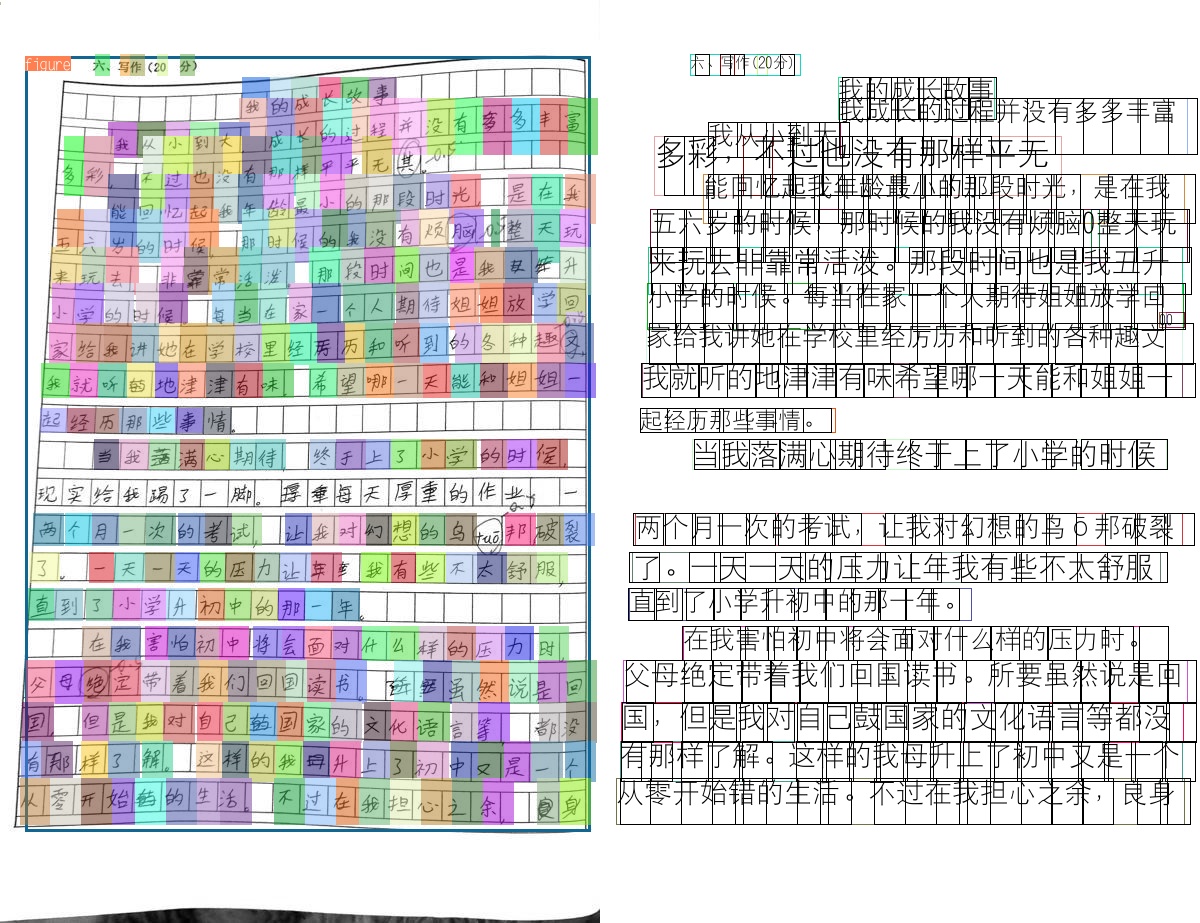 figure
六、写作(20 分)
我的成长故事
我从小到大，成长的过程并没有多多丰富
多彩，不过也没有那样平平无其。-0.5
能回忆起我年龄最小的那段时光，是在我
五六岁的时候，那时候的我没有烦脑，整天玩
来玩去，非常活泼。那段时间也是我升
小学的时候。每当在家一个人期待姐姐放学回
家给我讲她在学校里经历和听到的各种趣
我就听的地津津有味。希望哪一天能和姐姐一
起经历那些事情。
当我满心期待，终于上了小学的时候，
现实给我踢了一脚。每天厚重的作业，一
两个月一次的考试，让我对幻想的鸟tuō邦破裂
了。一天一天的压力让我有些不太舒服，
直到了小学升初中的那一年。
在我害怕初中将会面对什么样的压力时，
父母绝定带着我们回国读书。虽然说是回
国，但是我对自己国家的文化语言等，都没
有那样了解。这样的我升上了初中又是一个
从零开始的生活。不过在我担心之余，身
六、写作(20分)
我的成长故事
我成长的过程并没有多多丰富
我从小到大
多彩，不过也没有那样平无
能回忆起我年龄最小的那段时光，是在我
五六岁的时候，那时候的我没有烦脑0整天玩
来玩去非靠常活泼。那段时间也是我丑升
小学的时候。每当在家一个人期待姐姐放学回
家给我讲她在学校里经厉历和听到的各种趣文
我就听的地津津有味希望哪一天能和姐姐一
起经历那些事情。
当我落满心期待终于上了小学的时候
两个月一次的考试，让我对幻想的鸟ō邦破裂
了。一天一天的压力让年我有些不太舒服
直到了小学升初中的那一年。
在我害怕初中将会面对什么样的压力时。
父母绝定带着我们回国读书。所要虽然说是回
国，但是我对自己鼓国家的文化语言等都没
有那样了解。这样的我母升上了初中又是一个
从零开始错的生活。不过在我担心之余，良身